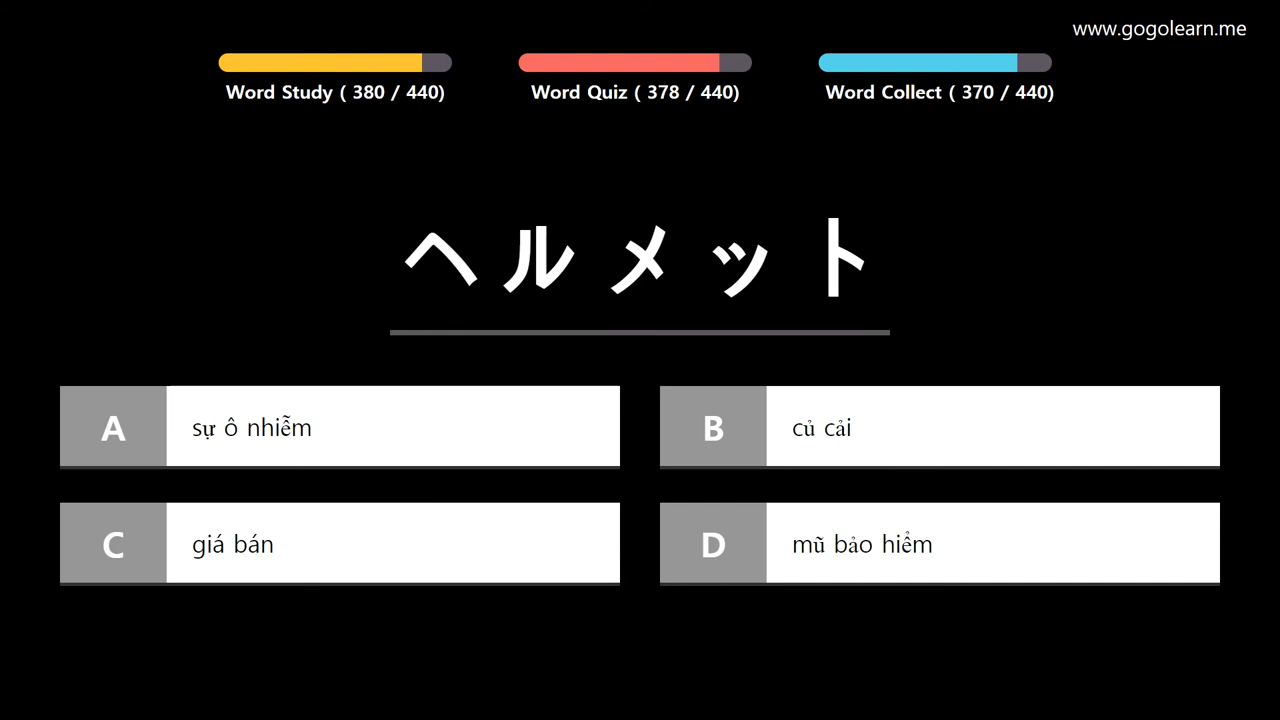 www.gogolearn.me
Word Study ( 380 / 440)
Word Quiz ( 378 / 440)
Word Collect ( 370 / 440)
ヘルメット
A sự ô nhiễm
B củ cải
C giá bán
D mũ bảo hiểm